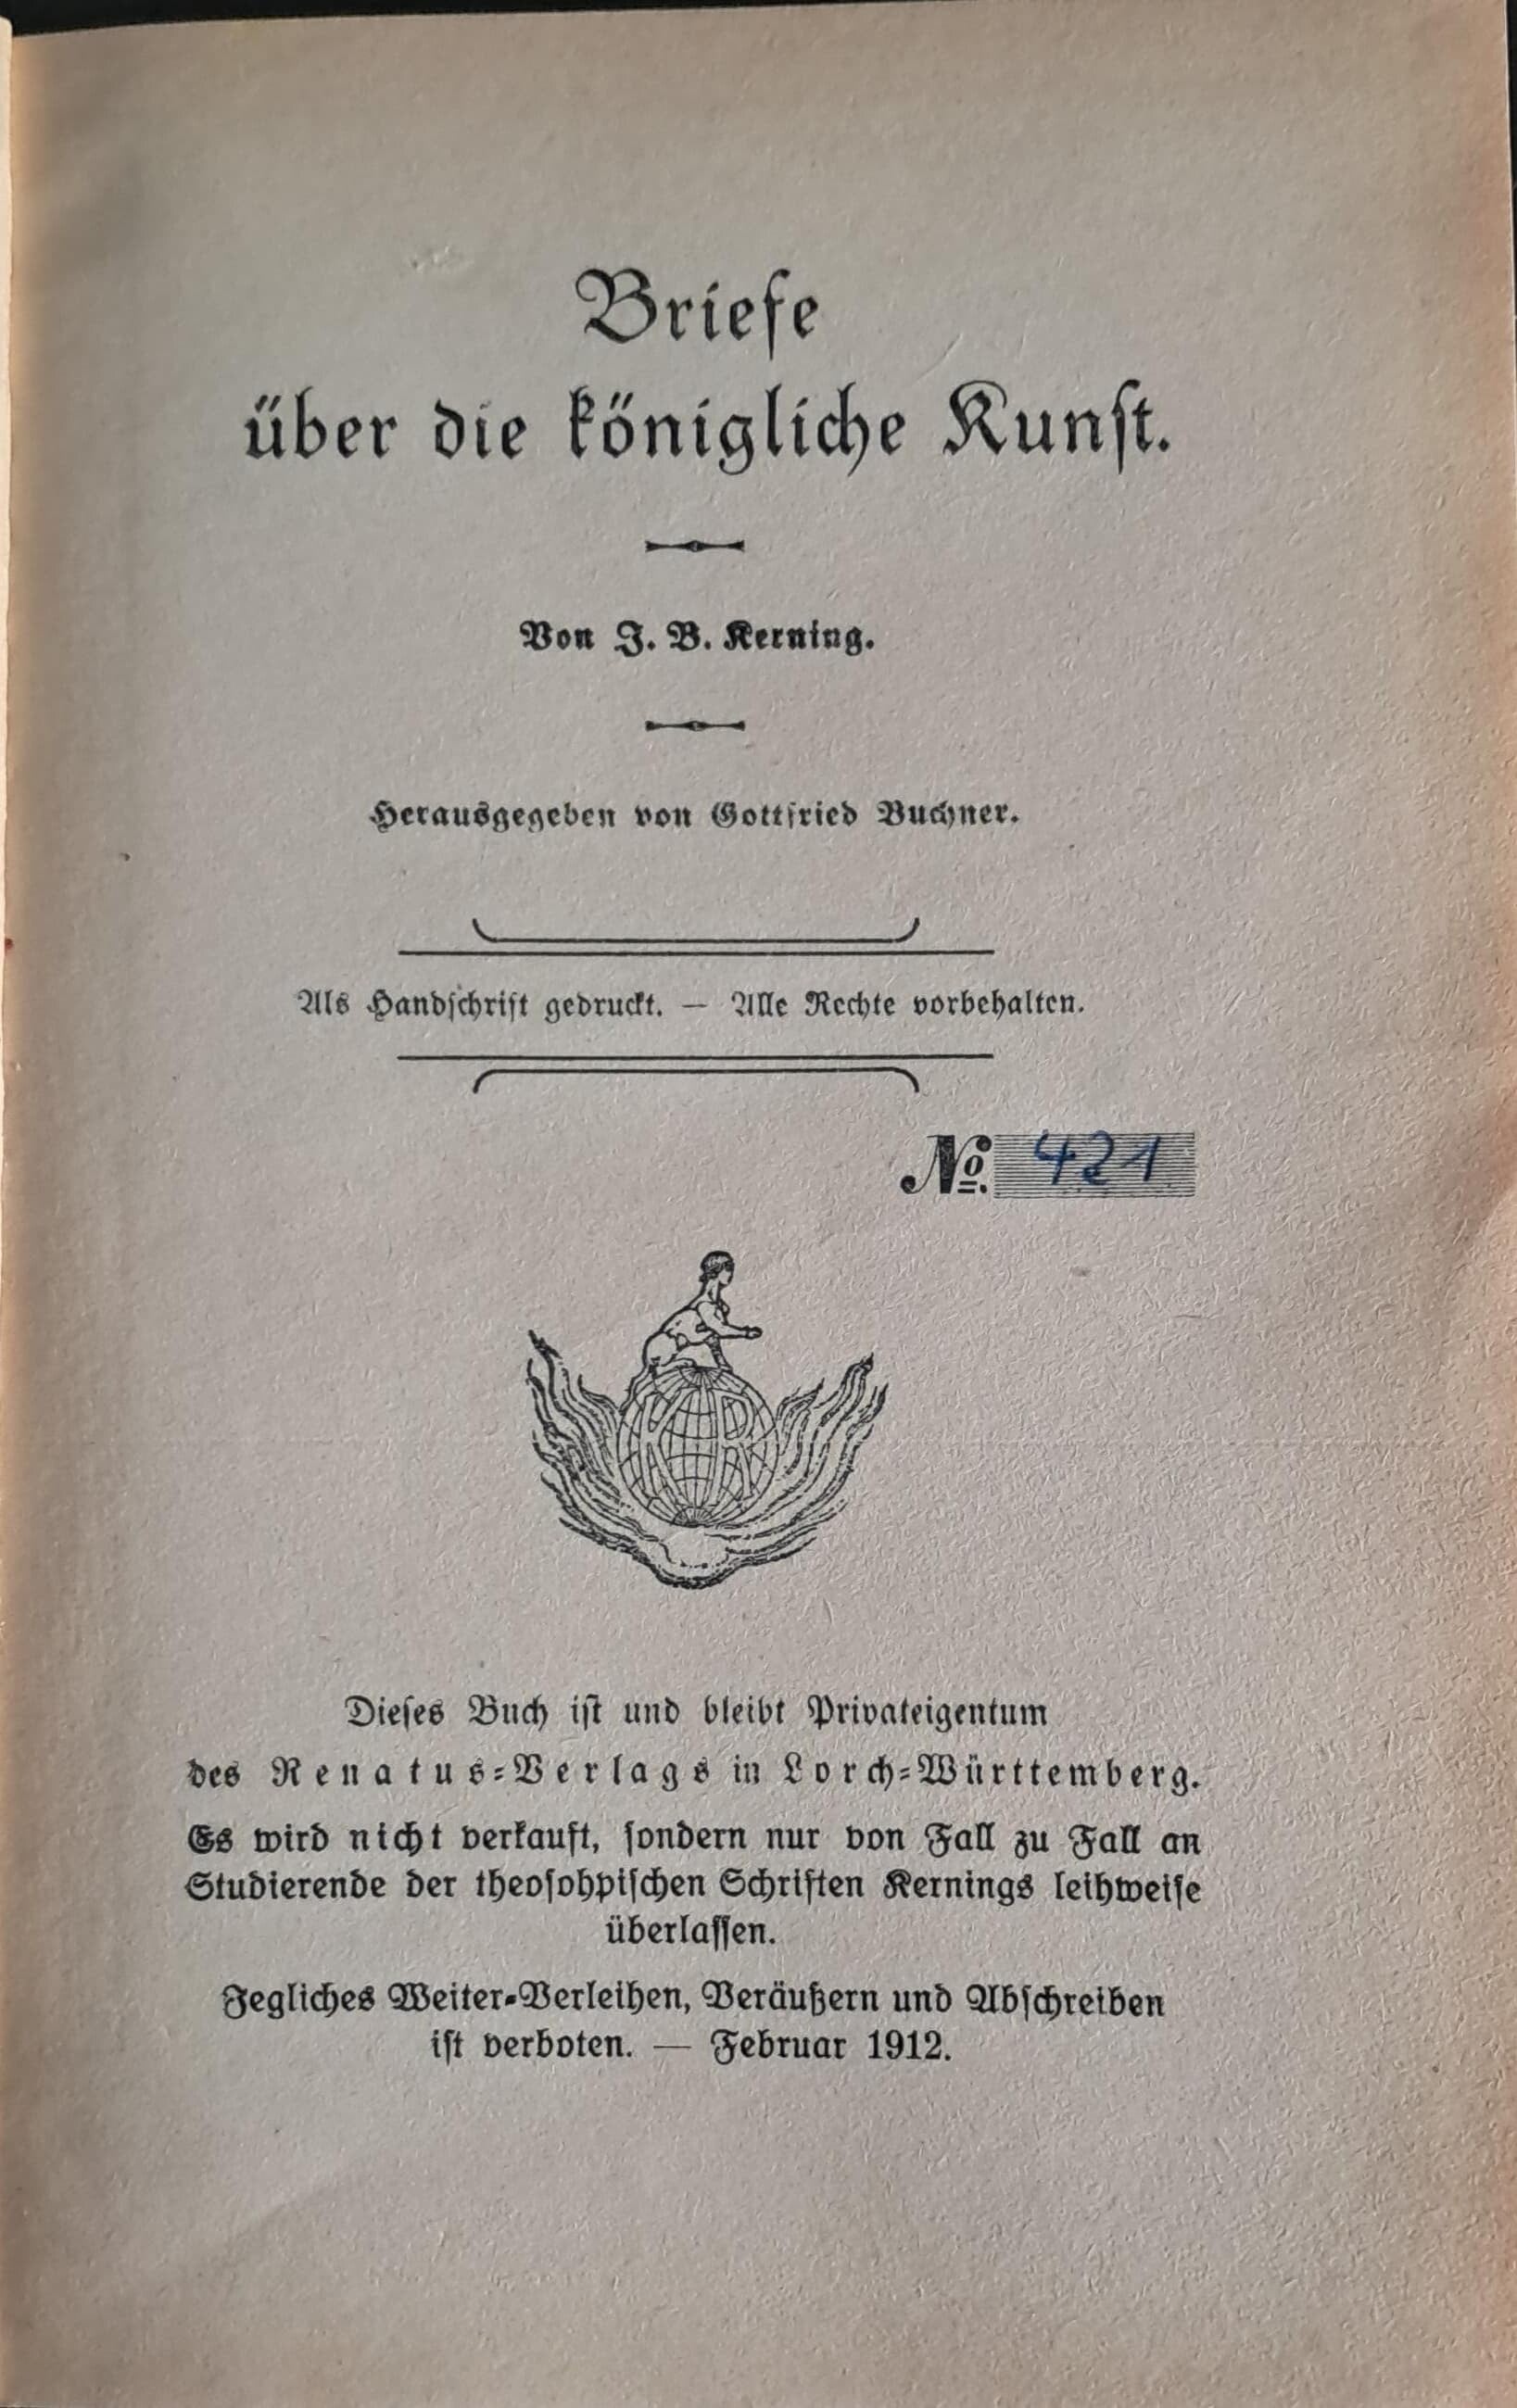 Briefe
über die königliche Kunst.
Von J. B. Kerning.
Herausgegeben von Gottfried Buchner.
Als Handschrift gedruckt. — Alle Rechte vorbehalten.
No. 421
KR
Dieses Buch ist und bleibt Privateigentum
des Renatus-Verlags in Lorch-Württemberg.
Es wird nicht verkauft, sondern nur von Fall zu Fall an
Studierende der theosohpischen Schriften Kernings leihweise
überlassen.
Jegliches Weiter-Verleihen, Veräußern und Abschreiben
ist verboten. — Februar 1912.